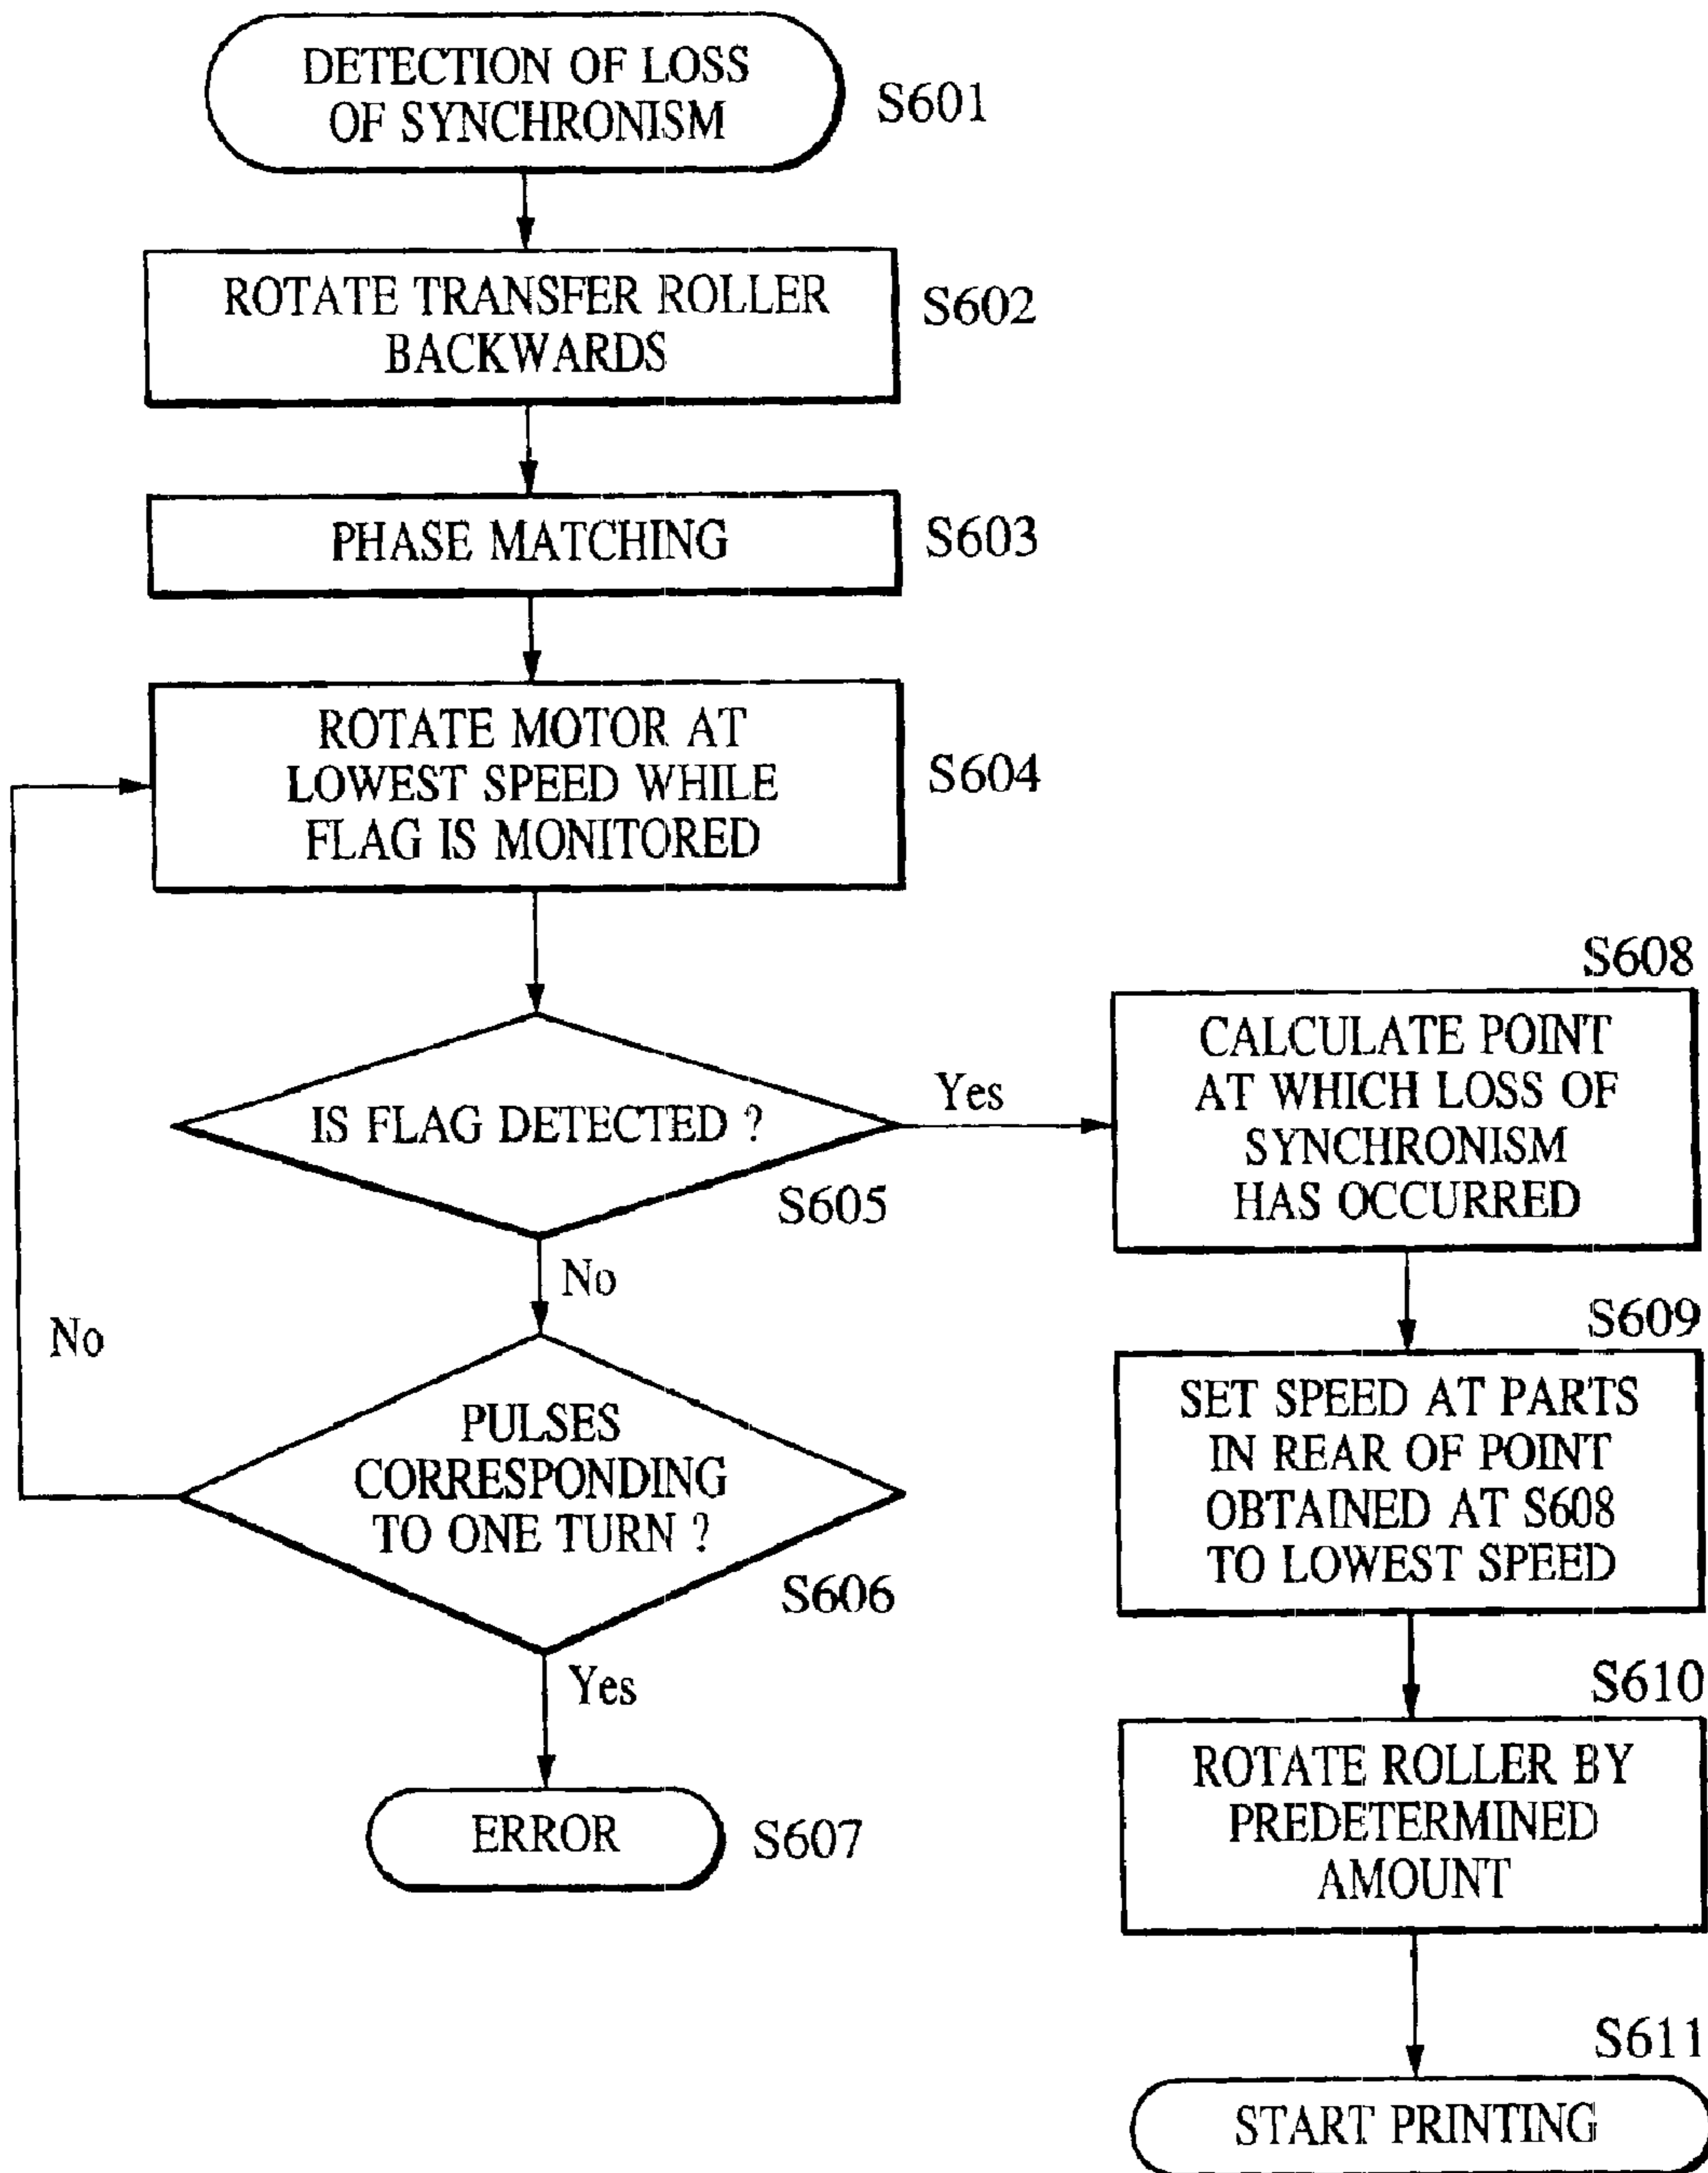 DETECTION OF LOSS
OF SYNCHRONISM
S601
ROTATE TRANSFER ROLLER
BACKWARDS
S602
PHASE MATCHING
S603
ROTATE MOTOR AT
LOWEST SPEED WHILE
FLAG IS MONITORED
S604
IS FLAG DETECTED ?
S605
Yes
No
PULSES
CORRESPONDING
TO ONE TURN ?
S606
No
Yes
ERROR
S607
S608
CALCULATE POINT
AT WHICH LOSS OF
SYNCHRONISM
HAS OCCURRED
S609
SET SPEED AT PARTS
IN REAR OF POINT
OBTAINED AT S608
TO LOWEST SPEED
S610
ROTATE ROLLER BY
PREDETERMINED
AMOUNT
S611
START PRINTING